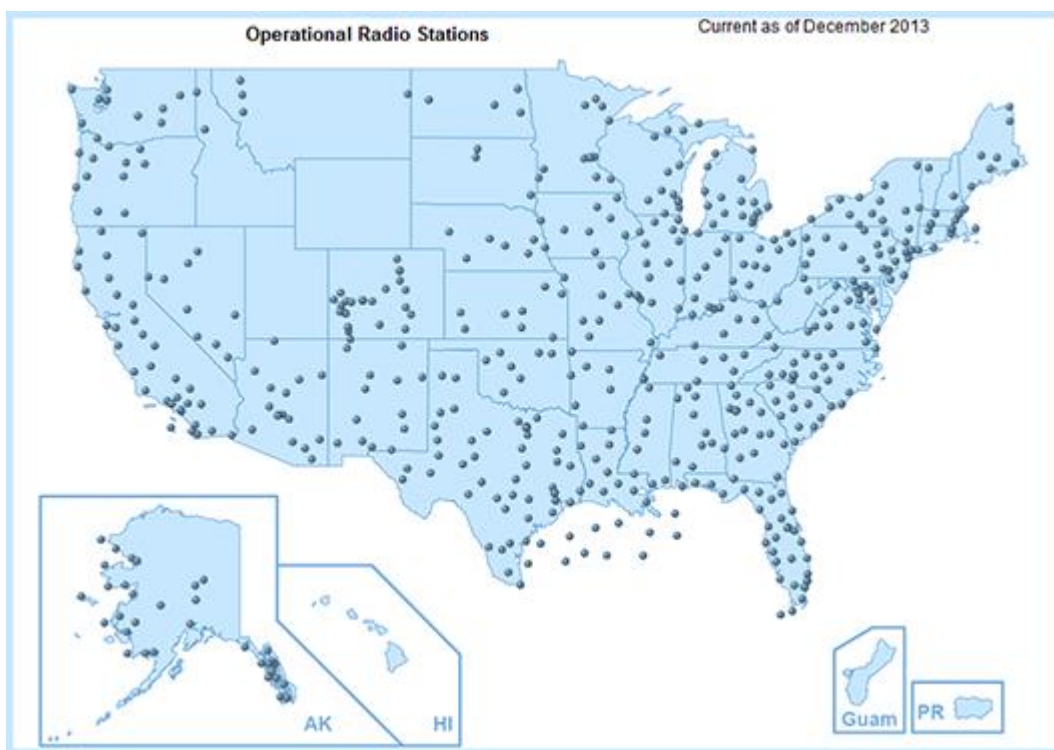 Operational Radio Stations
Current as of December 2013
AK
HI
Guam
PR